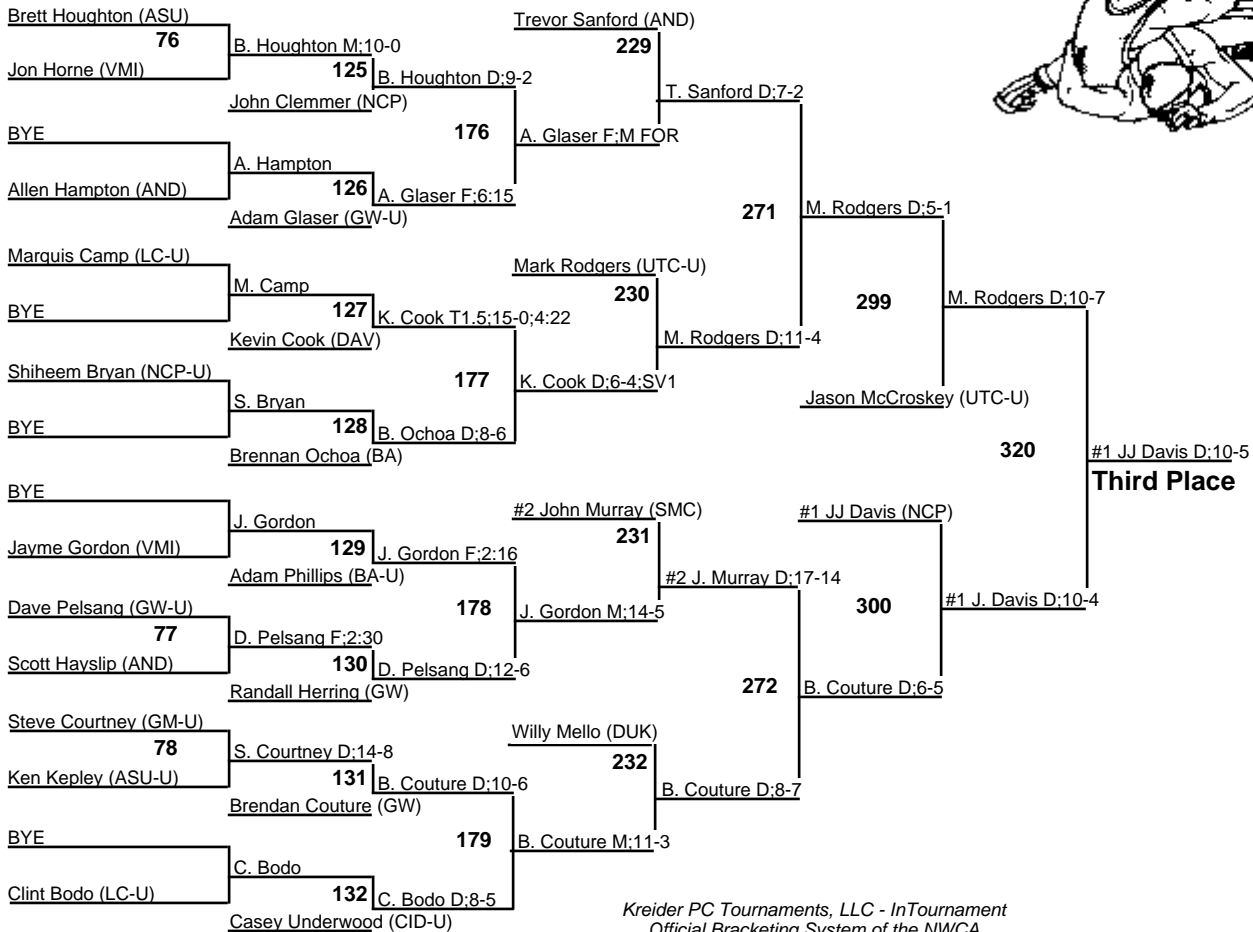 Brett Houghton (ASU)
76
Jon Horne (VMI)
BYE
Allen Hampton (AND)
Marquis Camp (LC-U)
BYE
Shiheem Bryan (NCP-U)
BYE
BYE
Jayme Gordon (VMI)
Dave Pelsang (GW-U)
77
Scott Hayslip (AND)
Steve Courtney (GM-U)
78
Ken Kepley (ASU-U)
BYE
Clint Bodo (LC-U)
B. Houghton M;10-0
125
John Clemmer (NCP)
A. Hampton
126
Adam Glaser (GW-U)
M. Camp
127
Kevin Cook (DAV)
S. Bryan
128
Brennan Ochoa (BA)
J. Gordon
129
Adam Phillips (BA-U)
D. Pelsang F;2:30
130
Randall Herring (GW)
S. Courtney D;14-8
131
Brendan Couture (GW)
C. Bodo
132
Casey Underwood (CID-U)
B. Houghton D;9-2
176
A. Glaser F;6:15
K. Cook T1.5;15-0;4:22
177
B. Ochoa D;8-6
J. Gordon F;2:16
178
D. Pelsang D;12-6
B. Couture D;10-6
179
C. Bodo D;8-5
Trevor Sanford (AND)
229
A. Glaser F;M FOR
Mark Rodgers (UTC-U)
230
K. Cook D;6-4;SV1
#2 John Murray (SMC)
231
J. Gordon M;14-5
Willy Mello (DUK)
232
B. Couture M;11-3
T. Sanford D;7-2
271
M. Rodgers D;11-4
#2 J. Murray D;17-14
272
B. Couture D;8-7
M. Rodgers D;5-1
299
Jason McCroskey (UTC-U)
#1 JJ Davis (NCP)
300
B. Couture D;6-5
M. Rodgers D;10-7
320
#1 J. Davis D;10-4
#1 JJ Davis D;10-5
Third Place
Kreider PC Tournaments, LLC - InTournament
Official Bracketing System of the NWCA